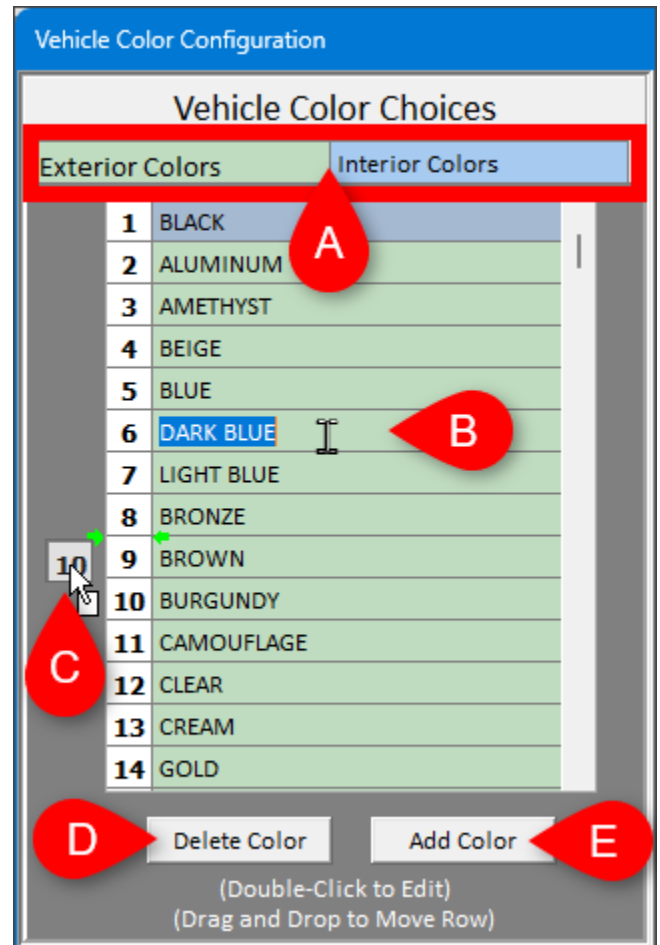 Vehicle Color Configuration
Vehicle Color Choices
Exterior Colors Interior Colors
A
1 BLACK
2 ALUMINUM
3 AMETHYST
4 BEIGE
5 BLUE
6 DARK BLUE
B
7 LIGHT BLUE
8 BRONZE
9 BROWN
10
10 BURGUNDY
11 CAMOUFLAGE
C
12 CLEAR
13 CREAM
14 GOLD
D Delete Color Add Color E
(Double-Click to Edit)
(Drag and Drop to Move Row)